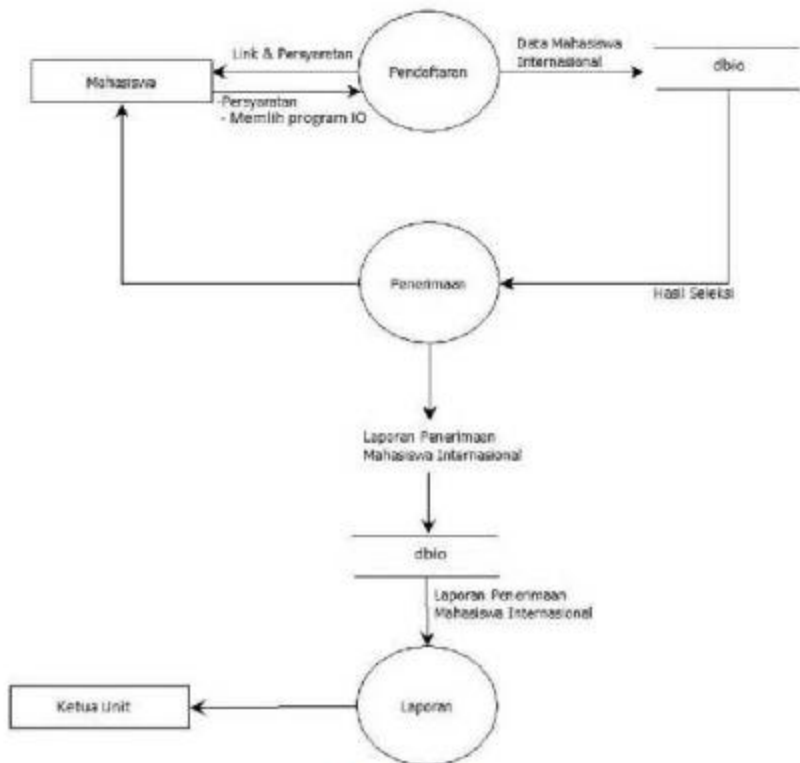 Link & Persyaratan
Pendaftaran
Data Mahasiswa
Internasional
dbio
Mahasiswa
-Persyaratan
- Memlih program IO
Penerimaan
Hasil Seleksi
Laporan Penerimaan
Mahasiswa Internasional
dbio
Laporan Penerimaan
Mahasiswa Internasional
Ketua Unit
Laporan